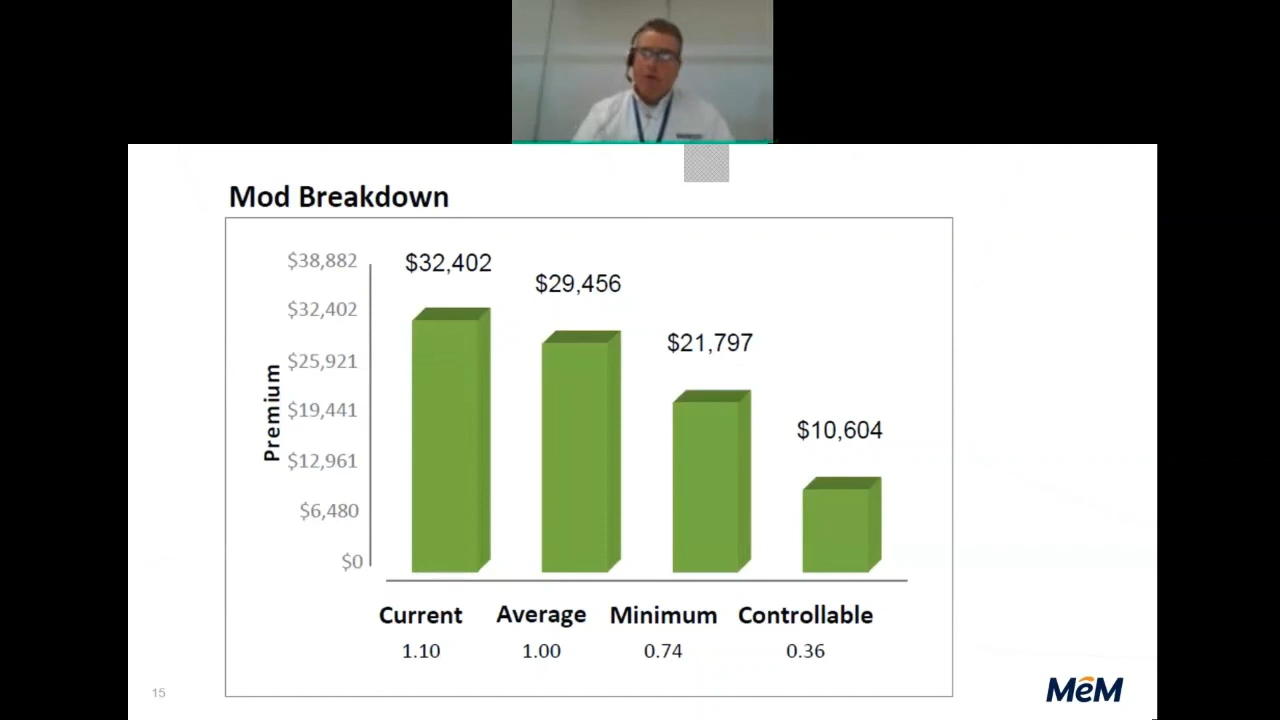 Mod Breakdown
$38,882
$32,402
$25,921
$19,441
$12,961
$6,480
$0
Premium
$32,402
$29,456
$21,797
$10,604
Current Average Minimum Controllable
1.10 1.00 0.74 0.36
15
MēM